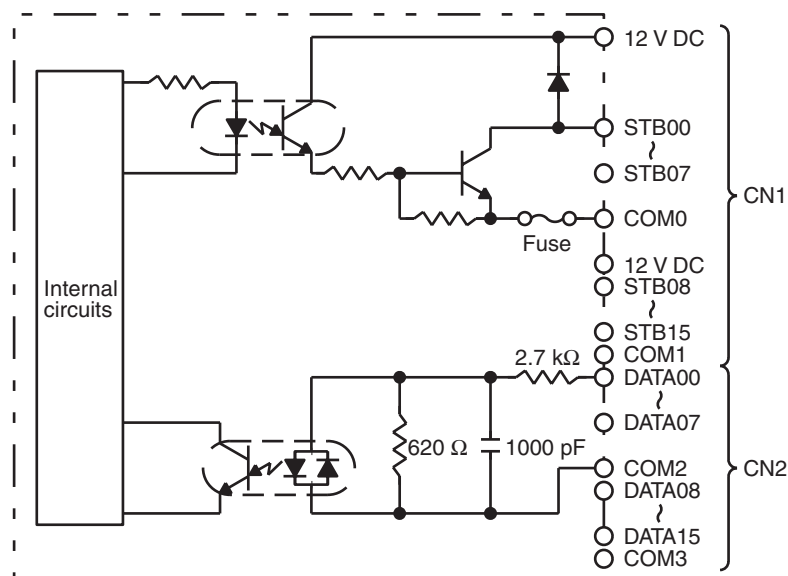 12 V DC
STB00
~
STB07
COM0
Fuse
12 V DC
STB08
~
STB15
COM1
CN1
Internal
circuits
2.7 kΩ
DATA00
~
DATA07
620 Ω
1000 pF
COM2
DATA08
~
DATA15
COM3
CN2